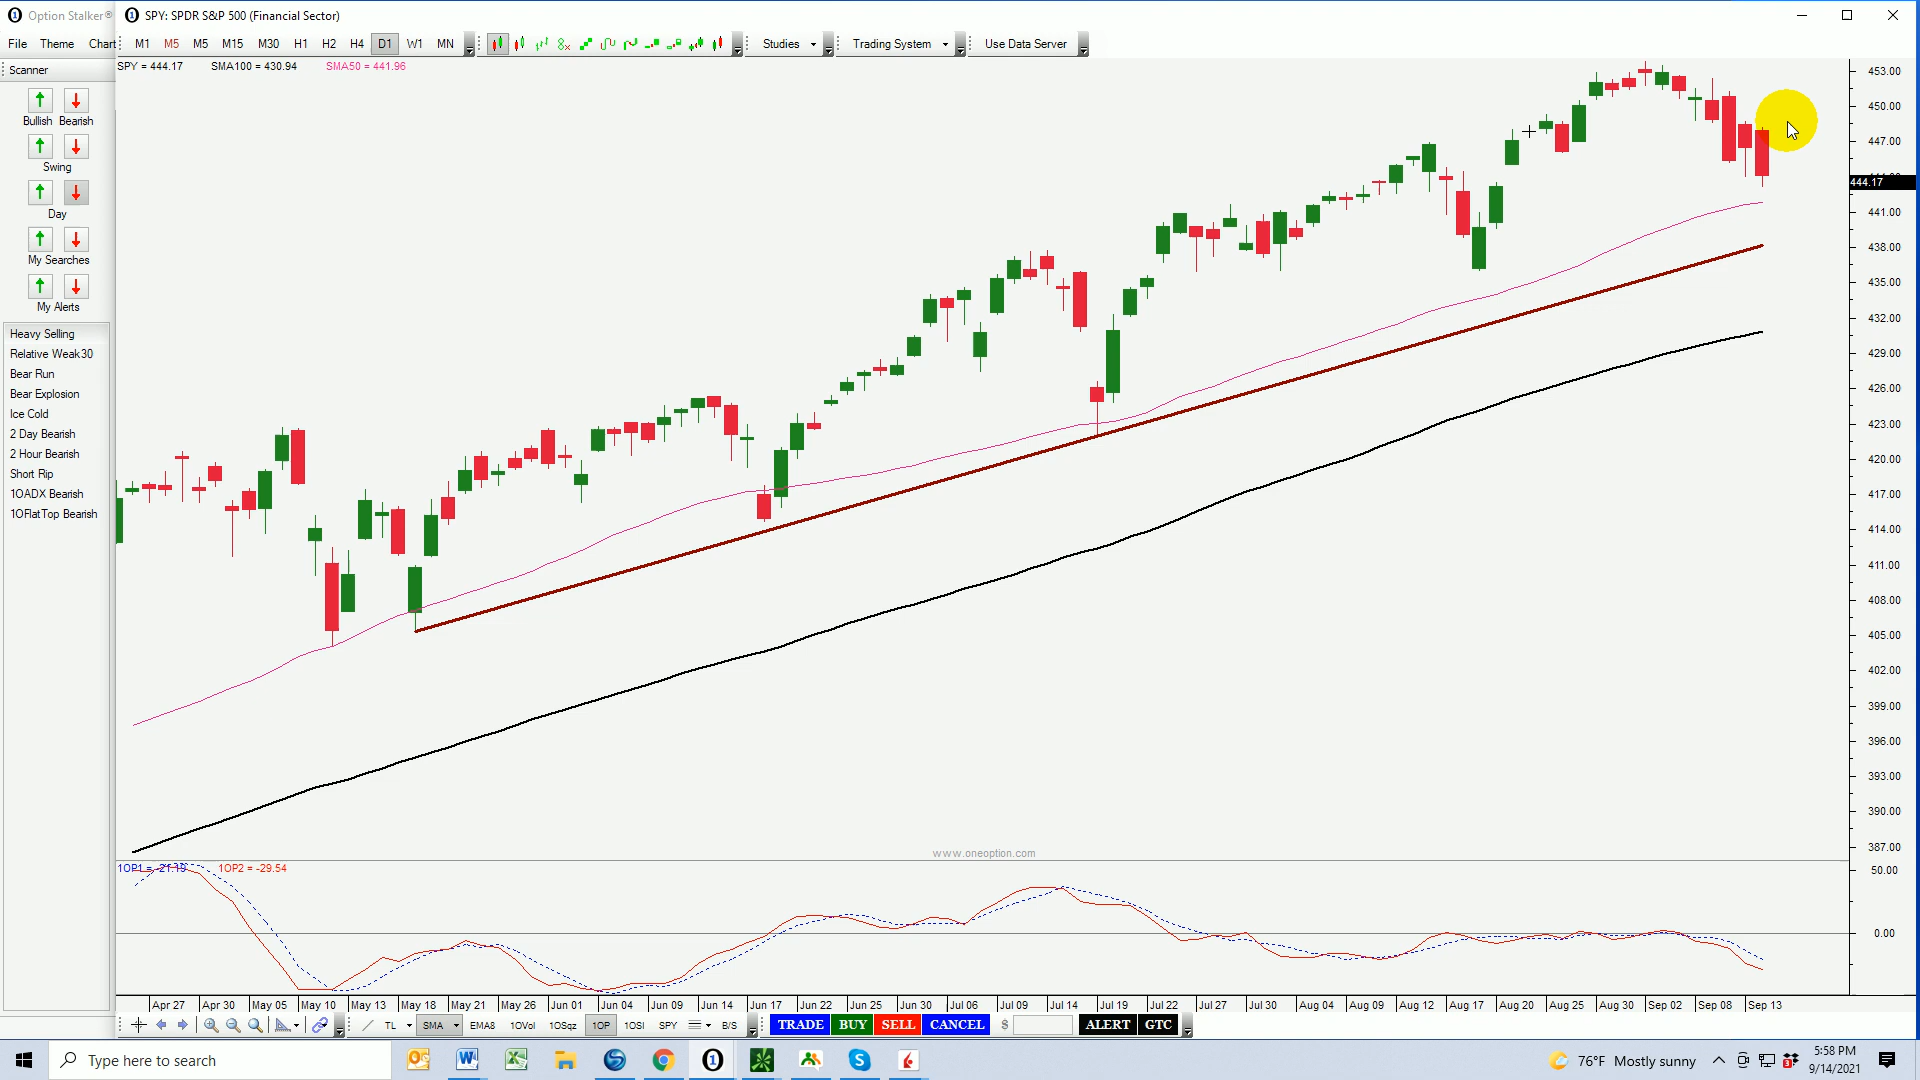 Option Stalker®
SPY: SPDR S&P 500 (Financial Sector)
File Theme Chart
M1 M5 M5 M15 M30 H1 H2 H4 D1 W1 MN
Studies Trading System Use Data Server
Scanner
SPY = 444.17 SMA100 = 430.94 SMA50 = 441.96
Bullish Bearish
Swing
Day
My Searches
My Alerts
Heavy Selling
Relative Weak30
Bear Run
Bear Explosion
Ice Cold
2 Day Bearish
2 Hour Bearish
Short Rip
1OADX Bearish
1OFlatTop Bearish
453.00
450.00
447.00
444.17
441.00
438.00
435.00
432.00
429.00
426.00
423.00
420.00
417.00
414.00
411.00
408.00
405.00
402.00
399.00
396.00
393.00
390.00
387.00
www.oneoption.com
1OP1 = -21.19 1OP2 = -29.54
50.00
0.00
Apr 27 Apr 30 May 05 May 10 May 13 May 18 May 21 May 26 Jun 01 Jun 04 Jun 09 Jun 14 Jun 17 Jun 22 Jun 25 Jun 30 Jul 06 Jul 09 Jul 14 Jul 19 Jul 22 Jul 27 Jul 30 Aug 04 Aug 09 Aug 12 Aug 17 Aug 20 Aug 25 Aug 30 Sep 02 Sep 08 Sep 13
TL SMA EMA8 1OVol 1OSqz 1OP 1OSI SPY B/S TRADE BUY SELL CANCEL $ ALERT GTC
Type here to search
76°F Mostly sunny
5:58 PM
9/14/2021